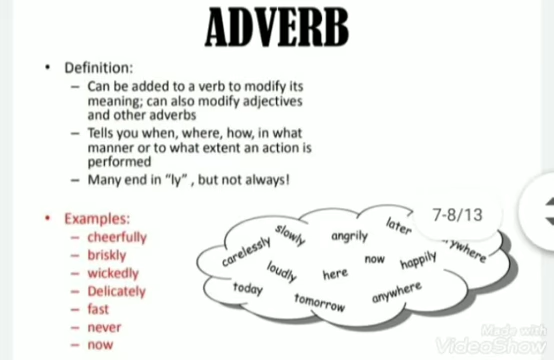 ADVERB
• Definition:
– Can be added to a verb to modify its
meaning; can also modify adjectives
and other adverbs
– Tells you when, where, how, in what
manner or to what extent an action is
performed
– Many end in "ly" , but not always!
• Examples:
– cheerfully
– briskly
– wickedly
– Delicately
– fast
– never
– now
7-8/13
carelessly
slowly
angrily
later
loudly
here
now
happily
today
tomorrow
anywhere
Made with
VideoShow